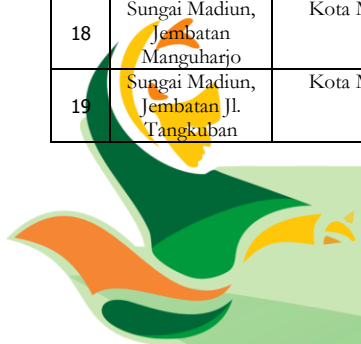 18
Sungai Madiun,
Jembatan
Manguharjo
Kota
19
Sungai Madiun,
Jembatan Jl.
Tangkuban
Kota